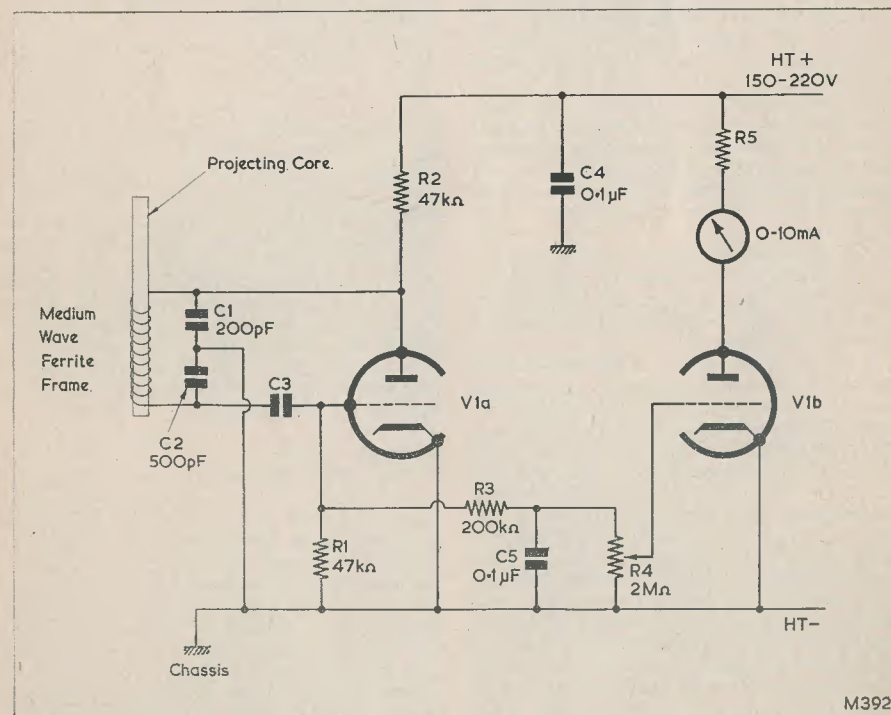 HT+
150-220V
Projecting Core.
R2
47kΩ
C4
0·1μF
R5
0-10mA
Medium
Wave
Ferrite
Frame.
C1
200pF
C2
500pF
C3
V1a
V1b
R3
200kΩ
R1
47kΩ
C5
0·1μF
R4
2MΩ
HT-
Chassis
M392